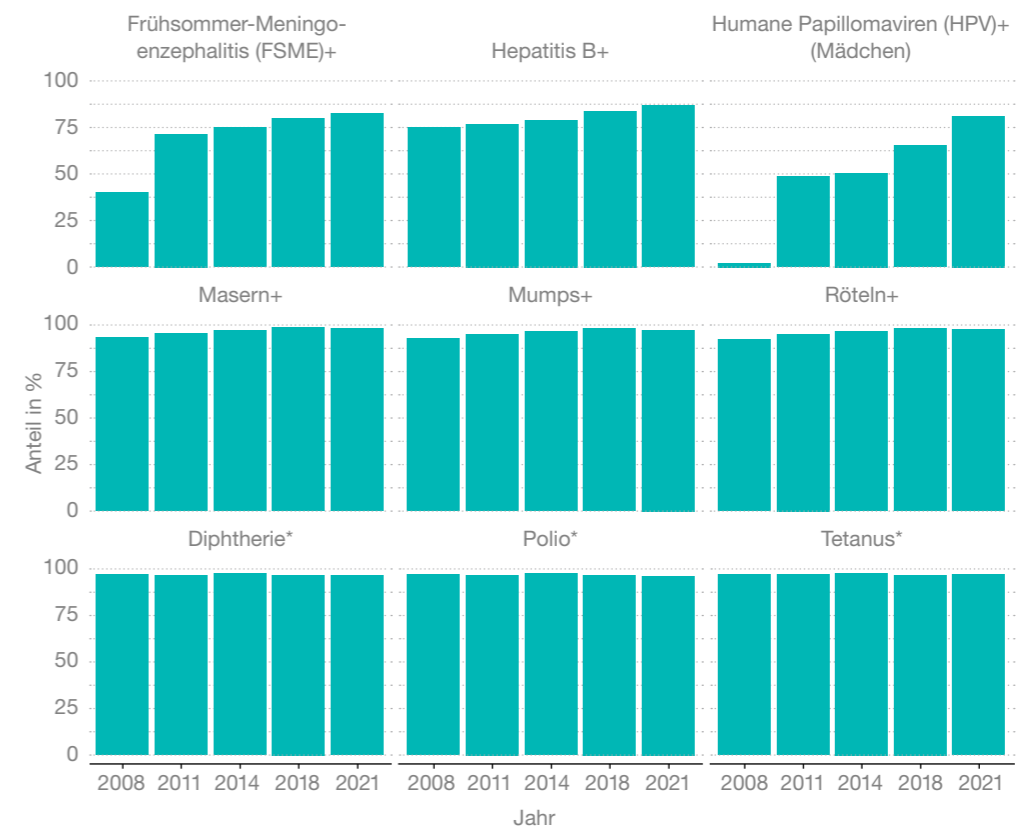 Frühsommer-Meningo-
enzephalitis (FSME)+
Hepatitis B+
Humane Papillomaviren (HPV)+
(Mädchen)
100
75
50
25
0
Masern+
Mumps+
Röteln+
100
75
50
25
0
Anteil in %
Diphtherie*
Polio*
Tetanus*
100
75
50
25
0
2008 2011 2014 2018 2021
2008 2011 2014 2018 2021
2008 2011 2014 2018 2021
Jahr